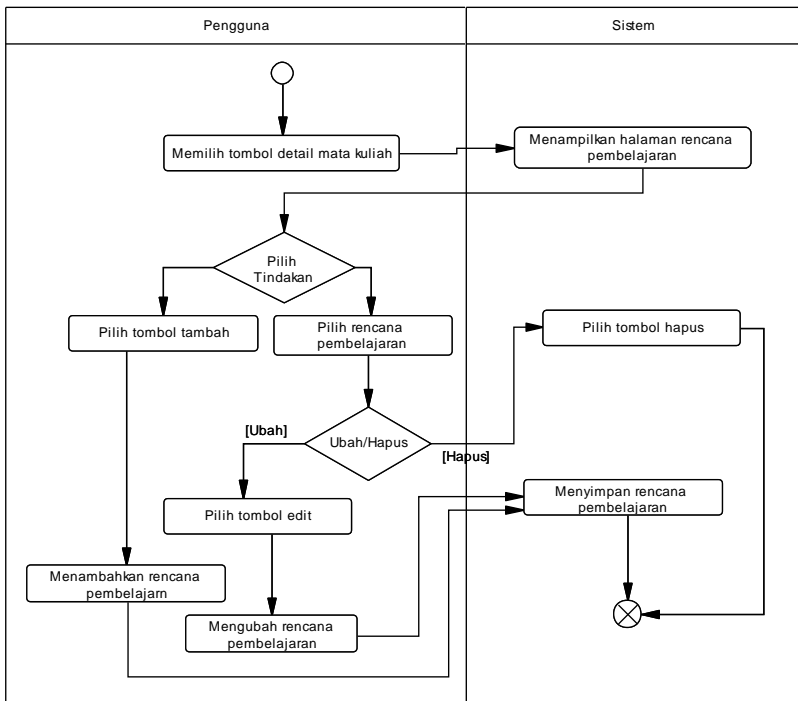 Pengguna
Sistem
Memilih tombol detail mata kuliah
Menampilkan halaman rencana
pembelajaran
Pilih
Tindakan
Pilih tombol tambah
Pilih rencana
pembelajaran
Pilih tombol hapus
[Ubah]
Ubah/Hapus
[Hapus]
Pilih tombol edit
Menyimpan rencana
pembelajaran
Menambahkan rencana
pembelajarn
Mengubah rencana
pembelajaran